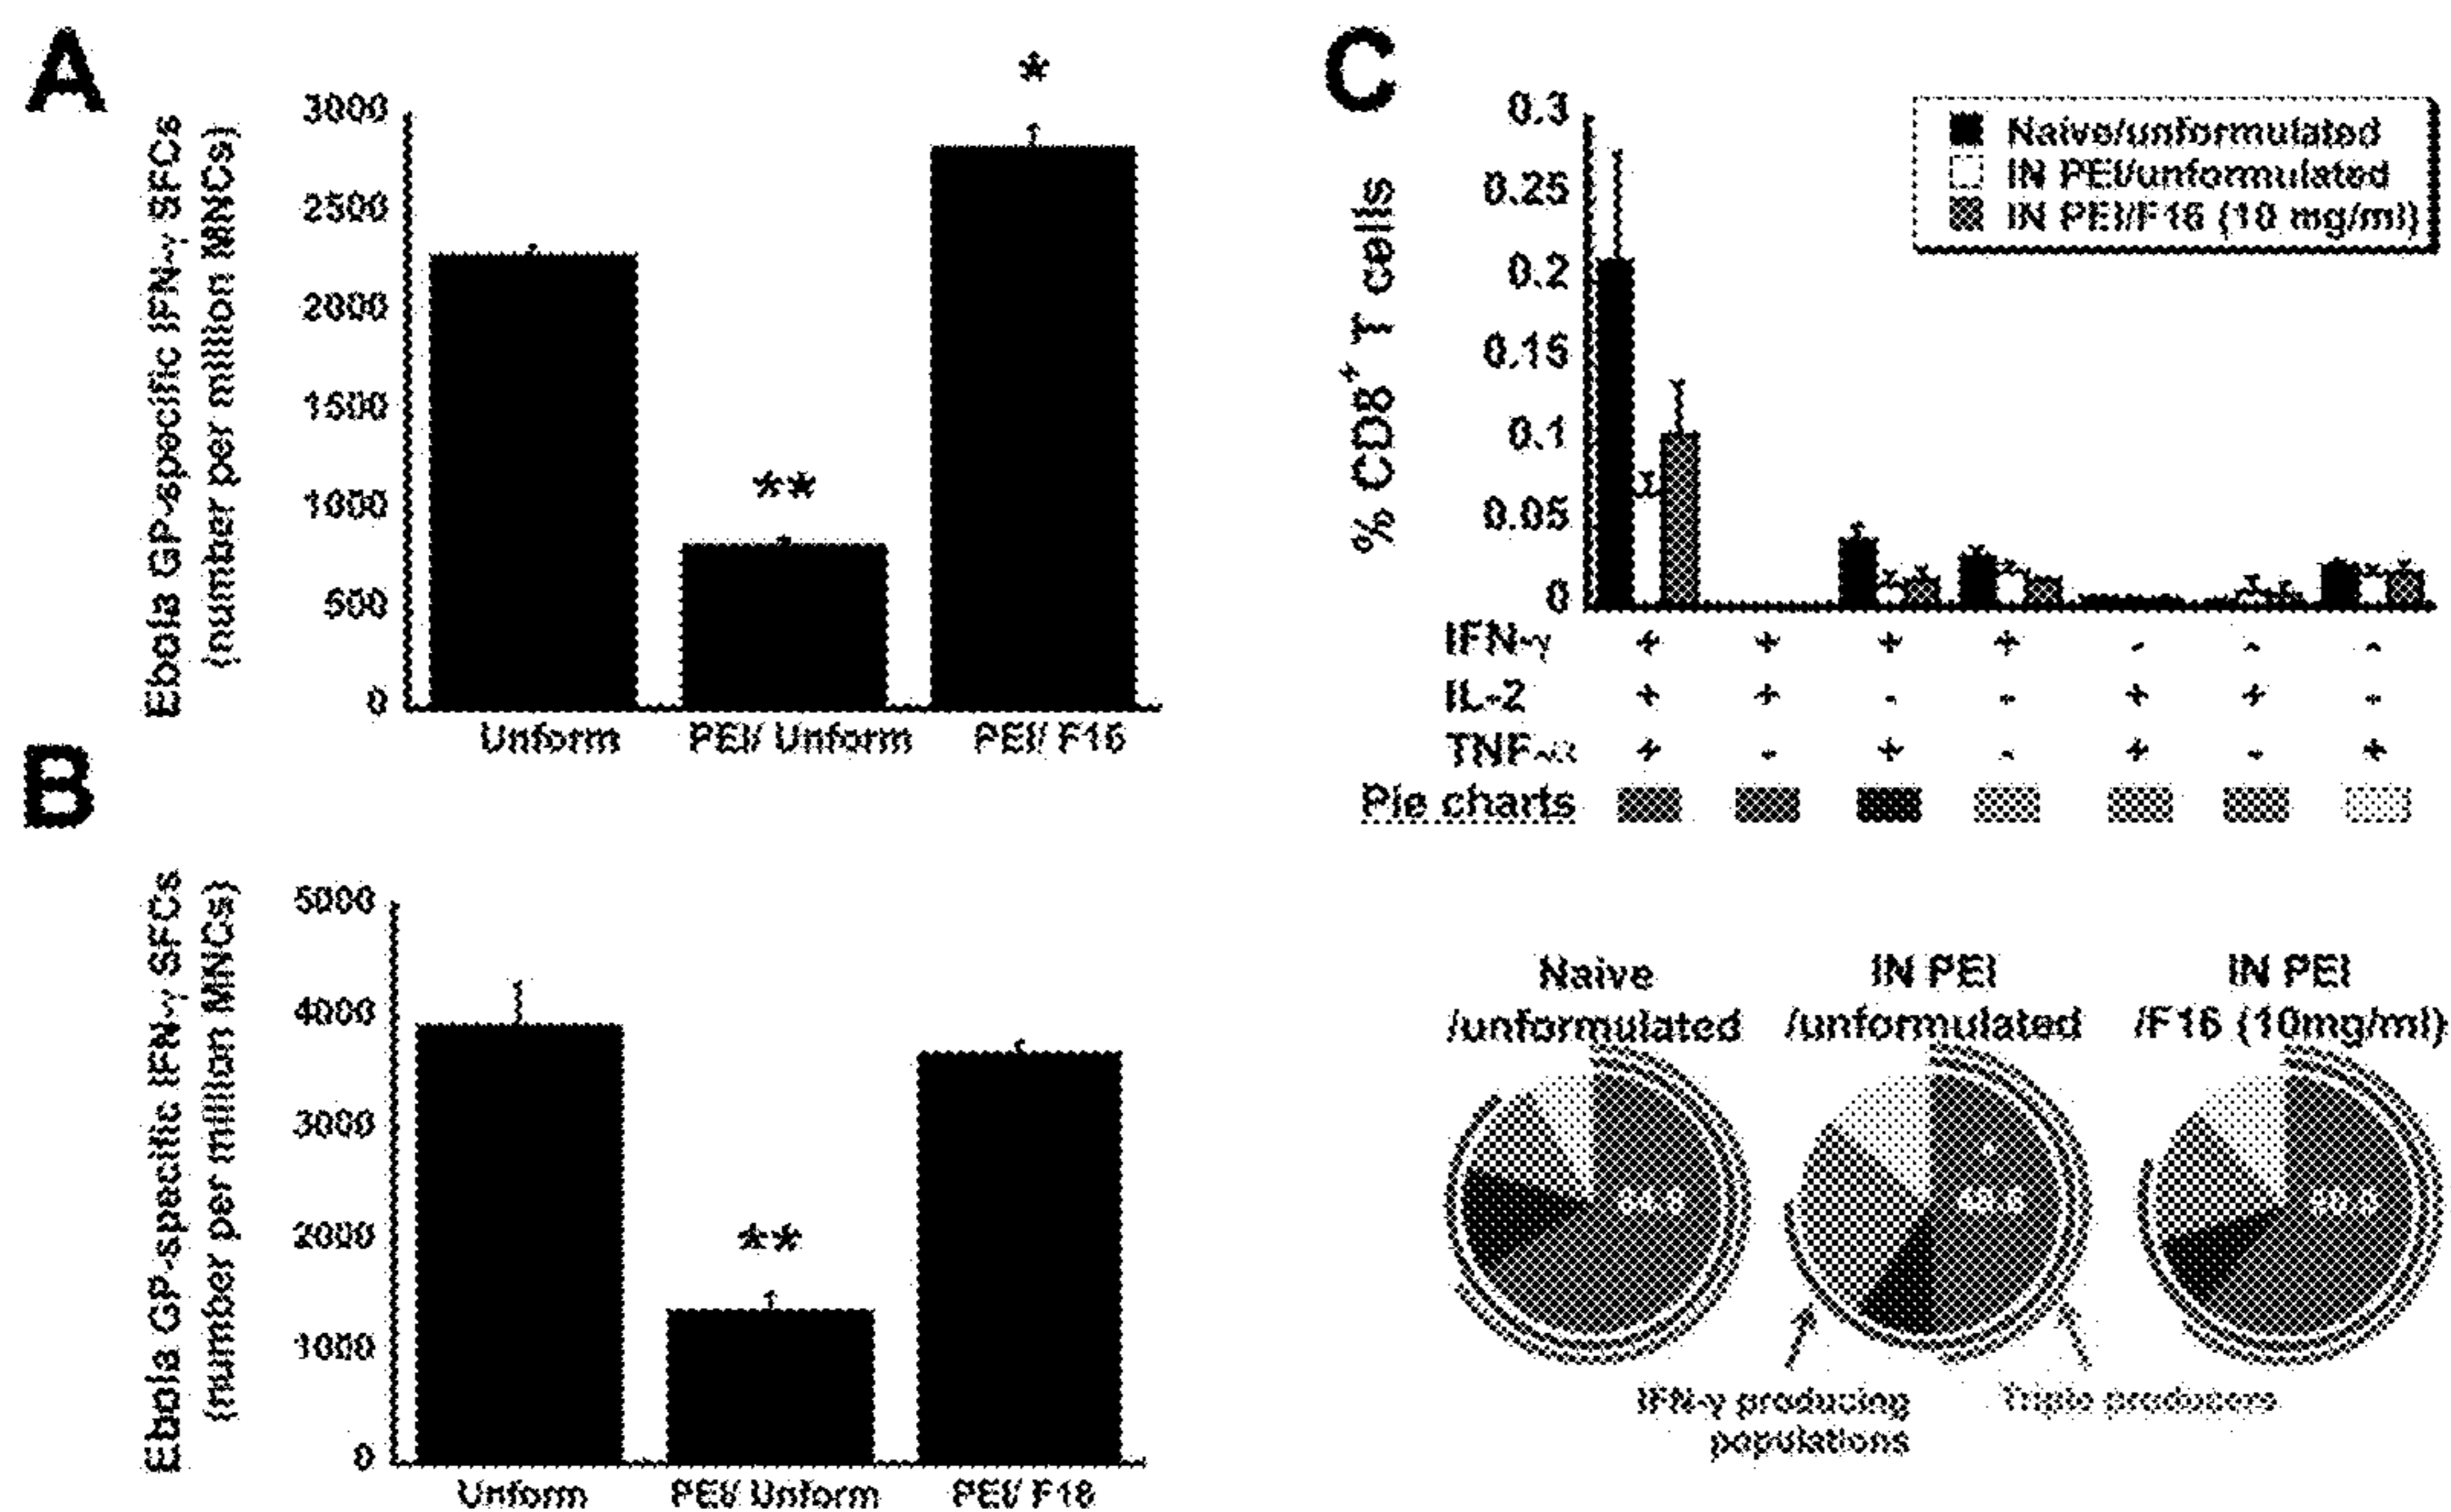 A
Ebola GP-specific IFN-γ SFCs
(number per million MNCs)
3000
2500
2000
1500
1000
500
0
*
**
Unform
PEI/ Unform
PEI/ F16
B
Ebola GP-specific IFN-γ SFCs
(number per million MNCs)
5000
4000
3000
2000
1000
0
**
Unform
PEI/ Unform
PEI/ F16
C
% CD8+ T cells
0.3
0.25
0.2
0.15
0.1
0.05
0
Naive/unformulated
IN PEI/unformulated
IN PEI/F16 (10 mg/ml)
IFN-γ + + + + - - -
IL-2 + + - - + + -
TNF-α + - + - + - +
Pie charts
Naive
/unformulated
IN PEI
/unformulated
IN PEI
/F16 (10mg/ml)
IFN-γ producing
populations
Triple producers